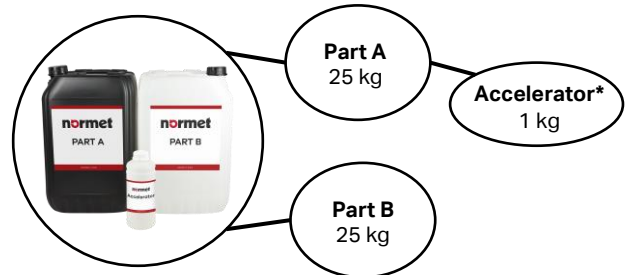 Part A
25 kg
Accelerator*
1 kg
normet
PART A
normet
PART B
normet
Accelerator
Part B
25 kg